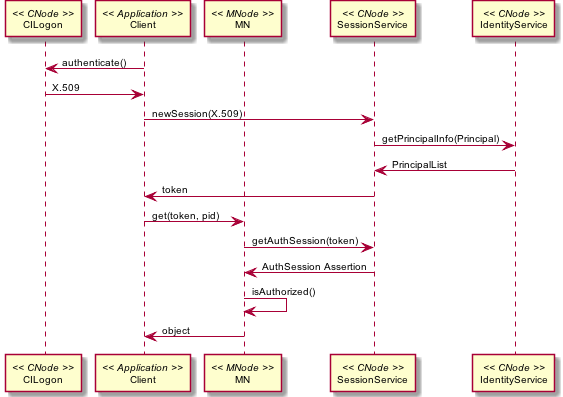 << CNode >>
CILogon
<< Application >>
Client
<< MNode >>
MN
<< CNode >>
SessionService
<< CNode >>
IdentityService
authenticate()
X.509
newSession(X.509)
getPrincipalInfo(Principal)
PrincipalList
token
get(token, pid)
getAuthSession(token)
AuthSession Assertion
isAuthorized()
object
<< CNode >>
CILogon
<< Application >>
Client
<< MNode >>
MN
<< CNode >>
SessionService
<< CNode >>
IdentityService